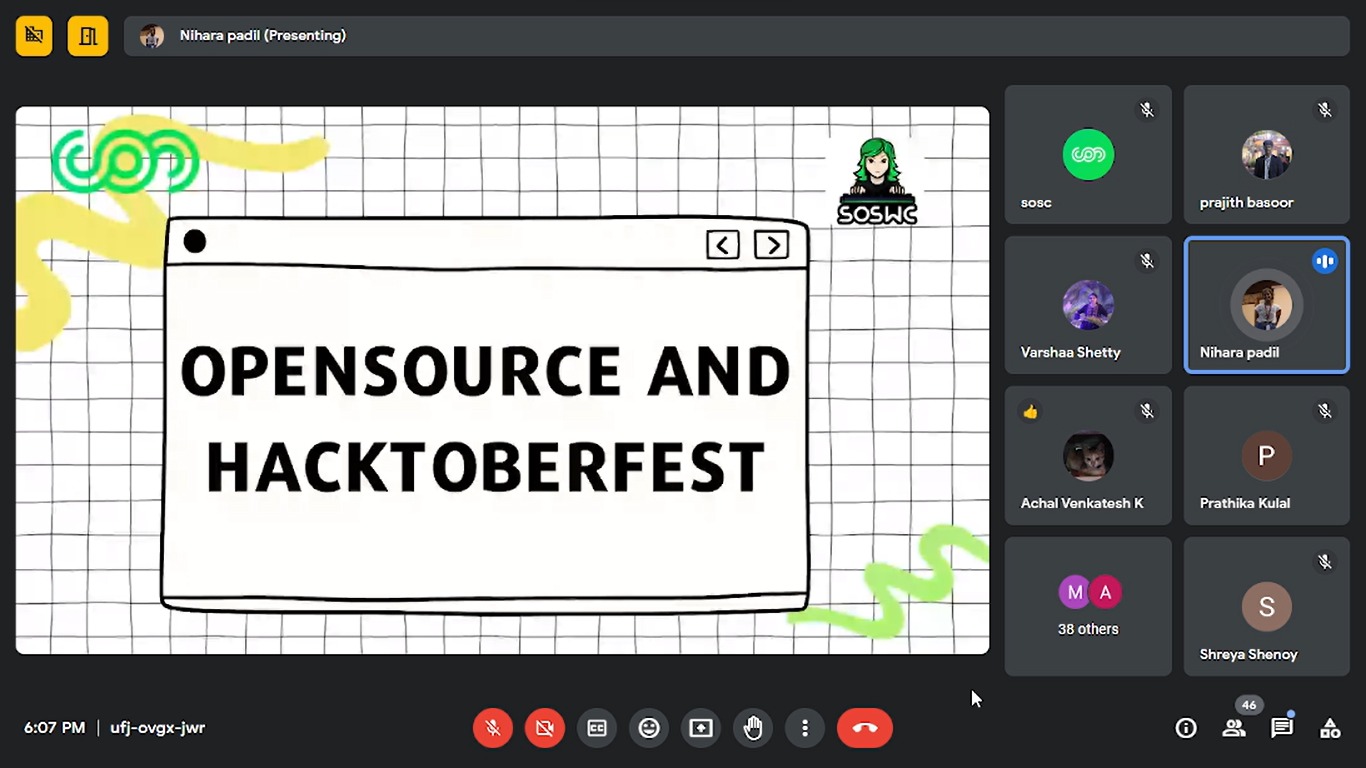 Nihara padil (Presenting)
SOSWC
OPENSOURCE AND
HACKTOBERFEST
sosc
prajith basoor
Varshaa Shetty
Nihara padil
Achal Venkatesh K
P
Prathika Kulal
M A
38 others
S
Shreya Shenoy
6:07 PM | ufj-ovgx-jwr
CC
46